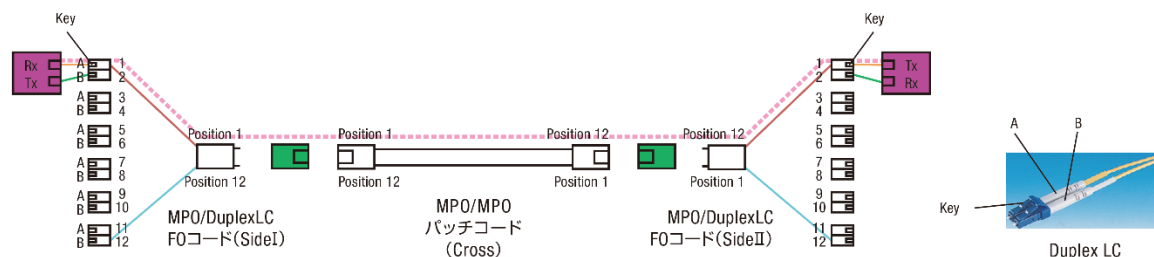 Key
Rx
Tx
A 1
B 2
A 3
B 4
A 5
B 6
A 7
B 8
A 9
B 10
A 11
B 12
Position 1
Position 12
MPO/DuplexLC
FOコード(SideⅠ)
Position 1
Position 12
Position 12
Position 1
MPO/MPO
パッチコード
(Cross)
Position 12
Position 1
MPO/DuplexLC
FOコード(SideⅡ)
Key
1
2
3
4
5
6
7
8
9
10
11
12
Tx
Rx
A
B
Key
Duplex LC